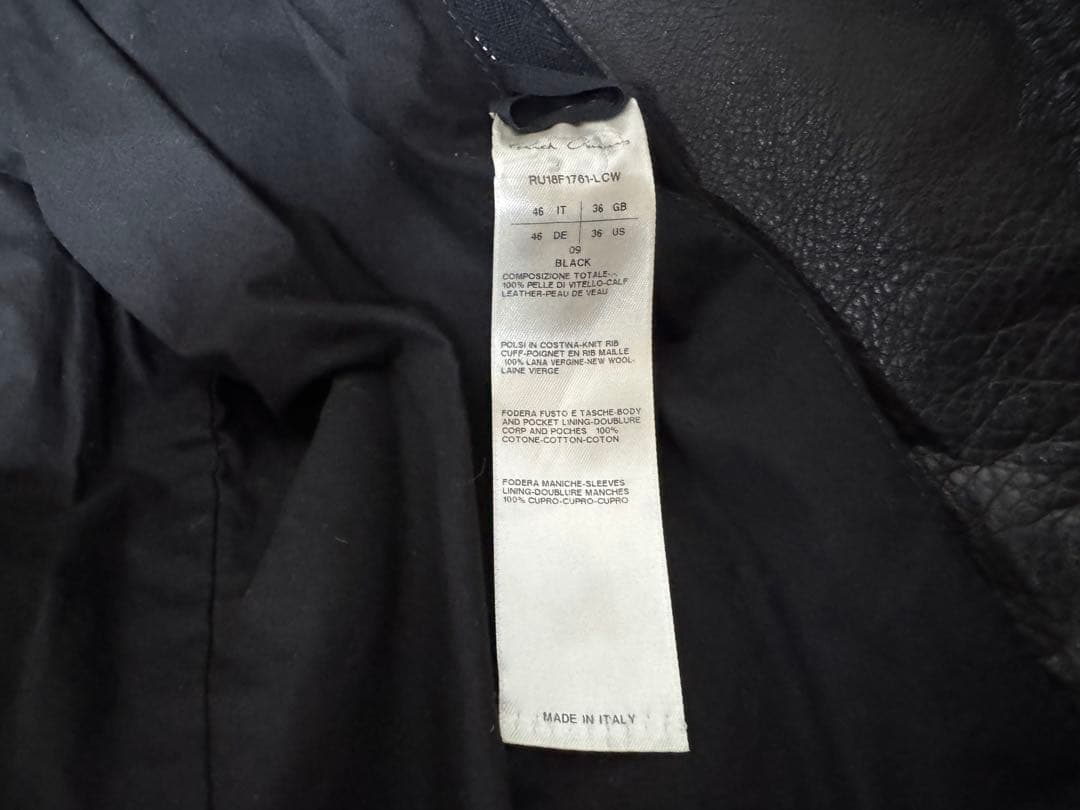 Rick Owens
RU18F1761-LCW
46 IT 36 GB
46 DE 36 US
09
BLACK
COMPOSIZIONE TOTALE-
100% PELLE DI VITELLO-CALF
LEATHER-PEAU DE VEAU
POLSI IN COSTINA-KNIT RIB
CUFF-POIGNET EN RIB MAILLE
100% LANA VERGINE-NEW WOOL-
LAINE VIERGE
FODERA FUSTO E TASCHE-BODY
AND POCKET LINING-DOUBLURE
CORP AND POCHES 100%
COTONE-COTTON-COTON
FODERA MANICHE-SLEEVES
LINING-DOUBLURE MANCHES
100% CUPRO-CUPRO-CUPRO
MADE IN ITALY